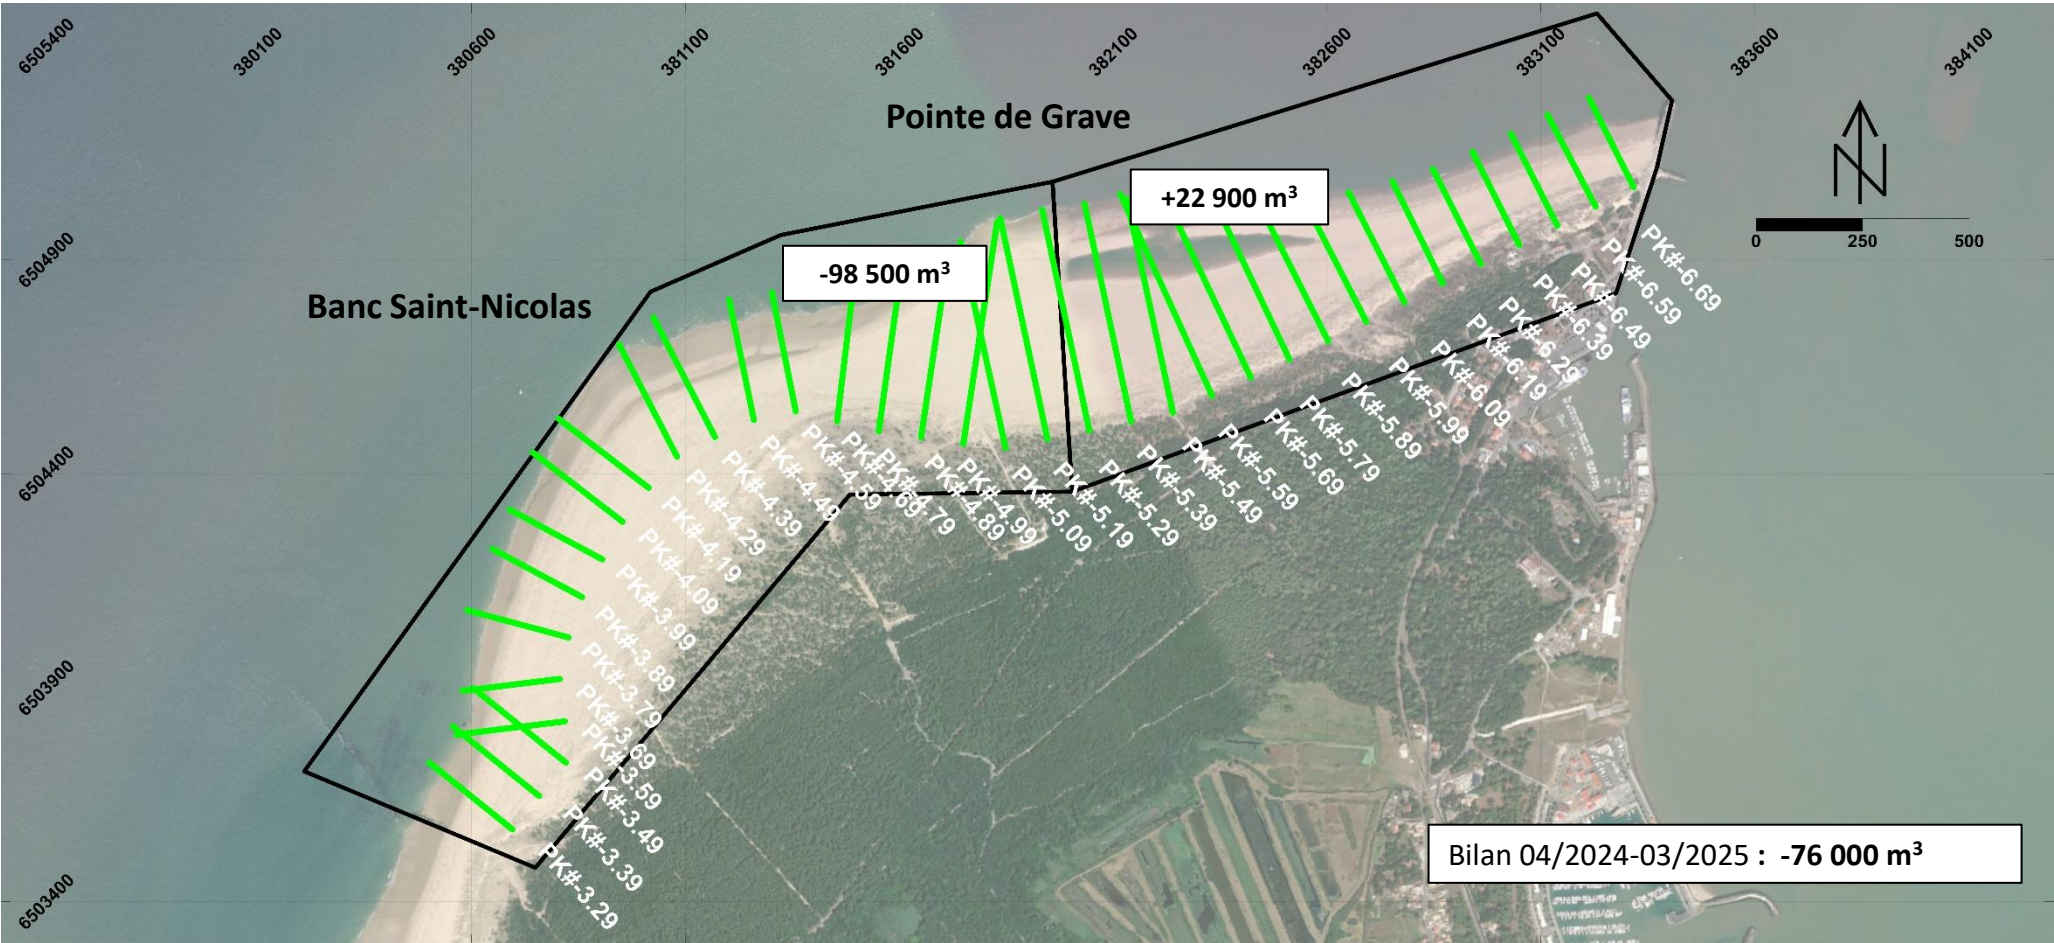 6505400
380100
380600
381100
381600
382100
382600
383100
383600
384100
Pointe de Grave
+22 900 m³
0 250 500
6504900
-98 500 m³
Banc Saint-Nicolas
PK#-6.69
PK#-6.59
PK#-6.49
PK#-6.39
PK#-6.29
PK#-6.19
PK#-6.09
PK#-5.99
PK#-5.89
PK#-5.79
PK#-5.69
PK#-5.59
PK#-5.49
PK#-5.39
PK#-5.29
PK#-5.19
PK#-5.09
PK#-4.99
PK#-4.89
PK#-4.79
PK#-4.69
PK#-4.59
PK#-4.49
PK#-4.39
PK#-4.29
PK#-4.19
PK#-4.09
PK#-3.99
PK#-3.89
PK#-3.79
PK#-3.69
PK#-3.59
PK#-3.49
PK#-3.39
PK#-3.29
6504400
6503900
6503400
N
Bilan 04/2024-03/2025 : -76 000 m³